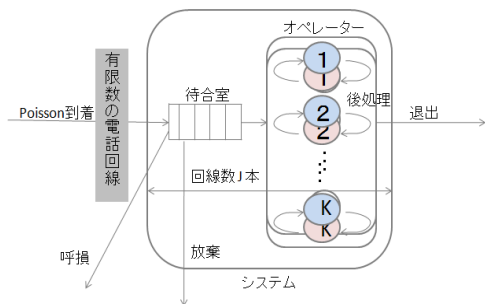 オペレーター
有限数の電話回線
待合室
Poisson到着
1
1
後処理
退出
2
2
回線数J本
K
K
呼損
放棄
システム